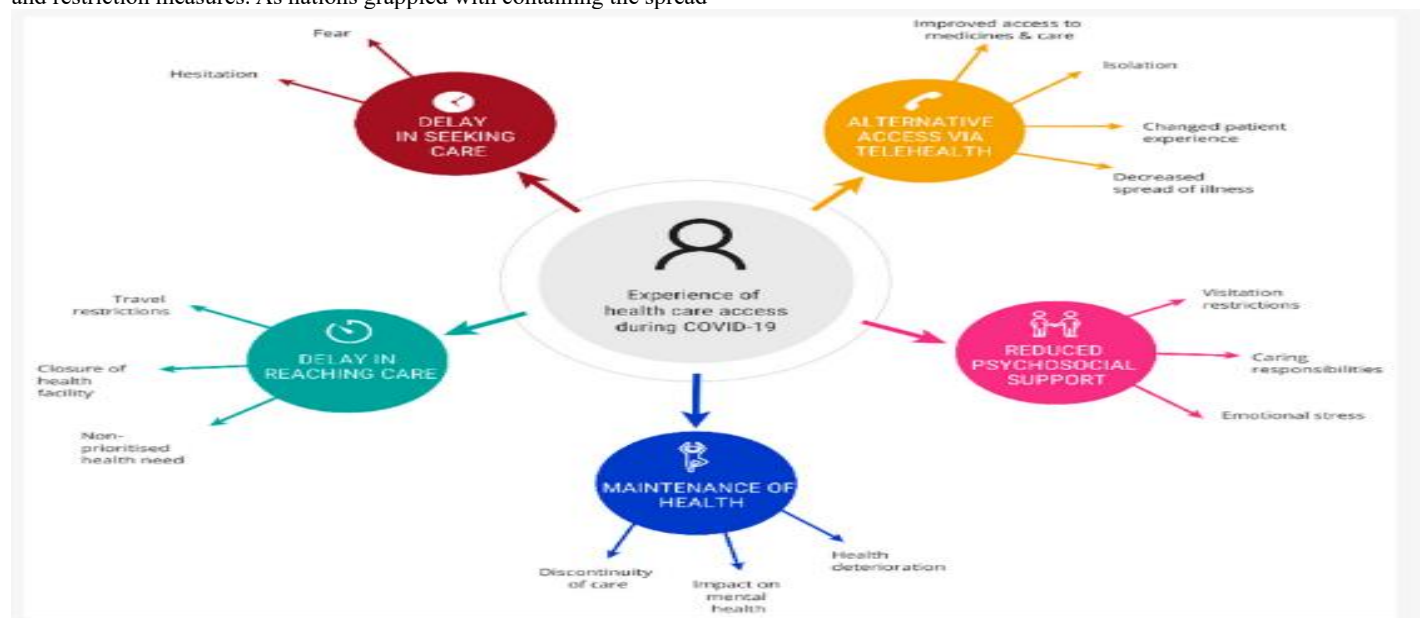 and restriction measures. As nations grappled with containing the spread
Fear
Hesitation
DELAY
IN SEEKING
CARE
Improved access to
medicines & care
Isolation
Changed patient
experience
Decreased
spread of illness
ALTERNATIVE
ACCESS VIA
TELEHEALTH
Experience of
health care access
during COVID-19
Travel
restrictions
Closure of
health
facility
Non-
prioritised
health need
DELAY IN
REACHING CARE
Visitation
restrictions
Caring
responsibilities
Emotional stress
REDUCED
PSYCHOSOCIAL
SUPPORT
MAINTENANCE OF
HEALTH
Discontinuity
of care
Impact on
mental
health
Health
deterioration